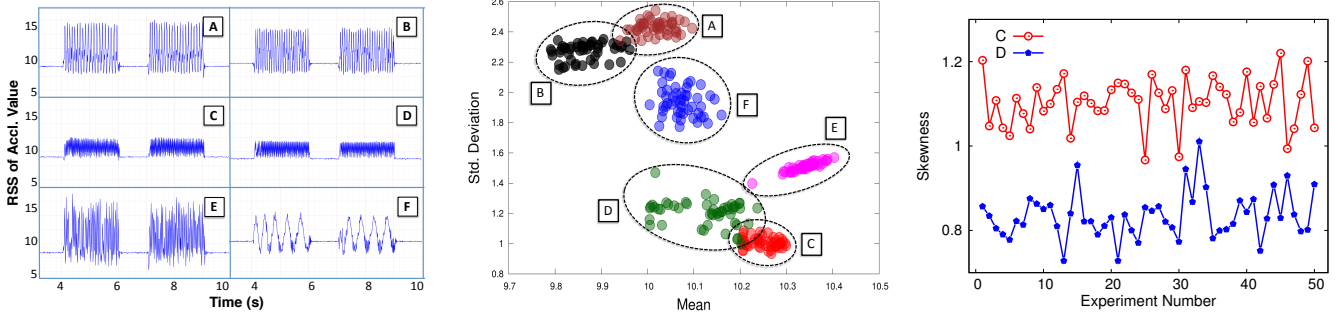 RSS of Accl. Value
15
10
5
15
10
5
15
10
5
A
B
C
D
E
F
4
6
8
10
4
6
8
10
Time (s)
Std. Deviation
2.6
2.4
2.2
2
1.8
1.6
1.4
1.2
1
0.8
A
B
F
E
D
C
9.7
9.8
9.9
10
10.1
10.2
10.3
10.4
10.5
Mean
Skewness
C
D
1.2
1
0.8
0
10
20
30
40
50
Experiment Number